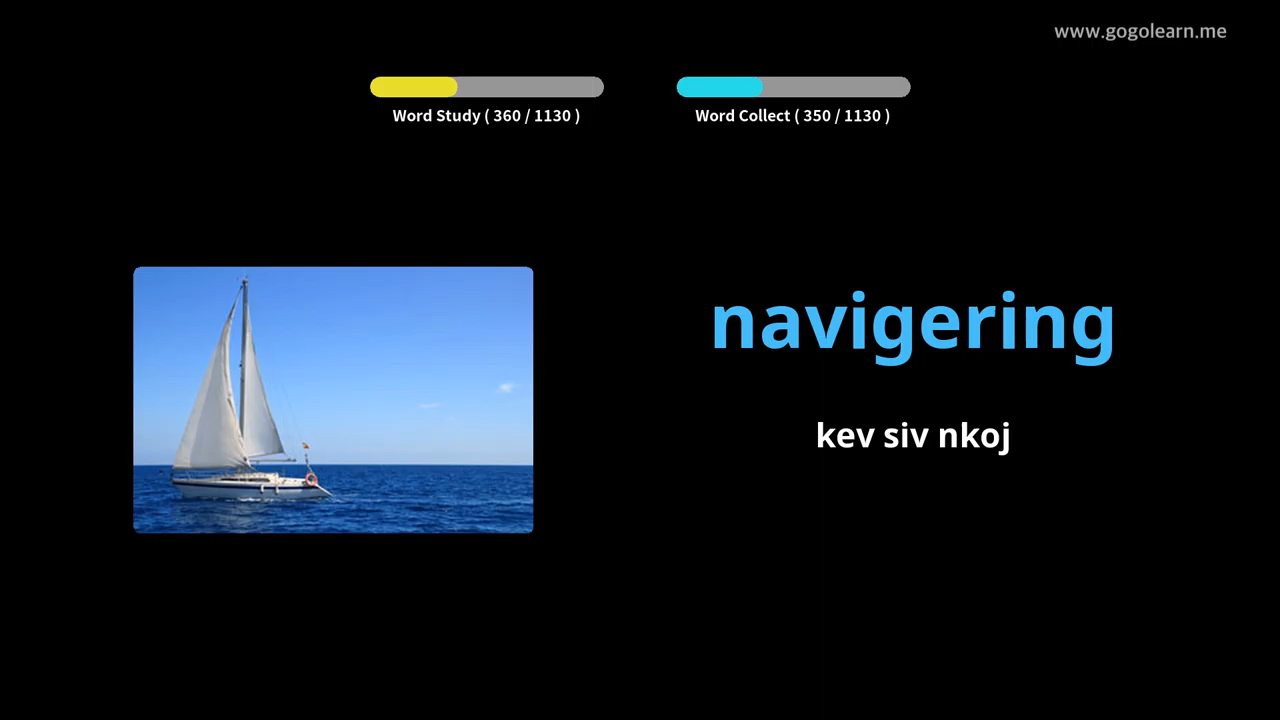 www.gogolearn.me
Word Study ( 360 / 1130 )
Word Collect ( 350 / 1130 )
navigering
kev siv nkoj